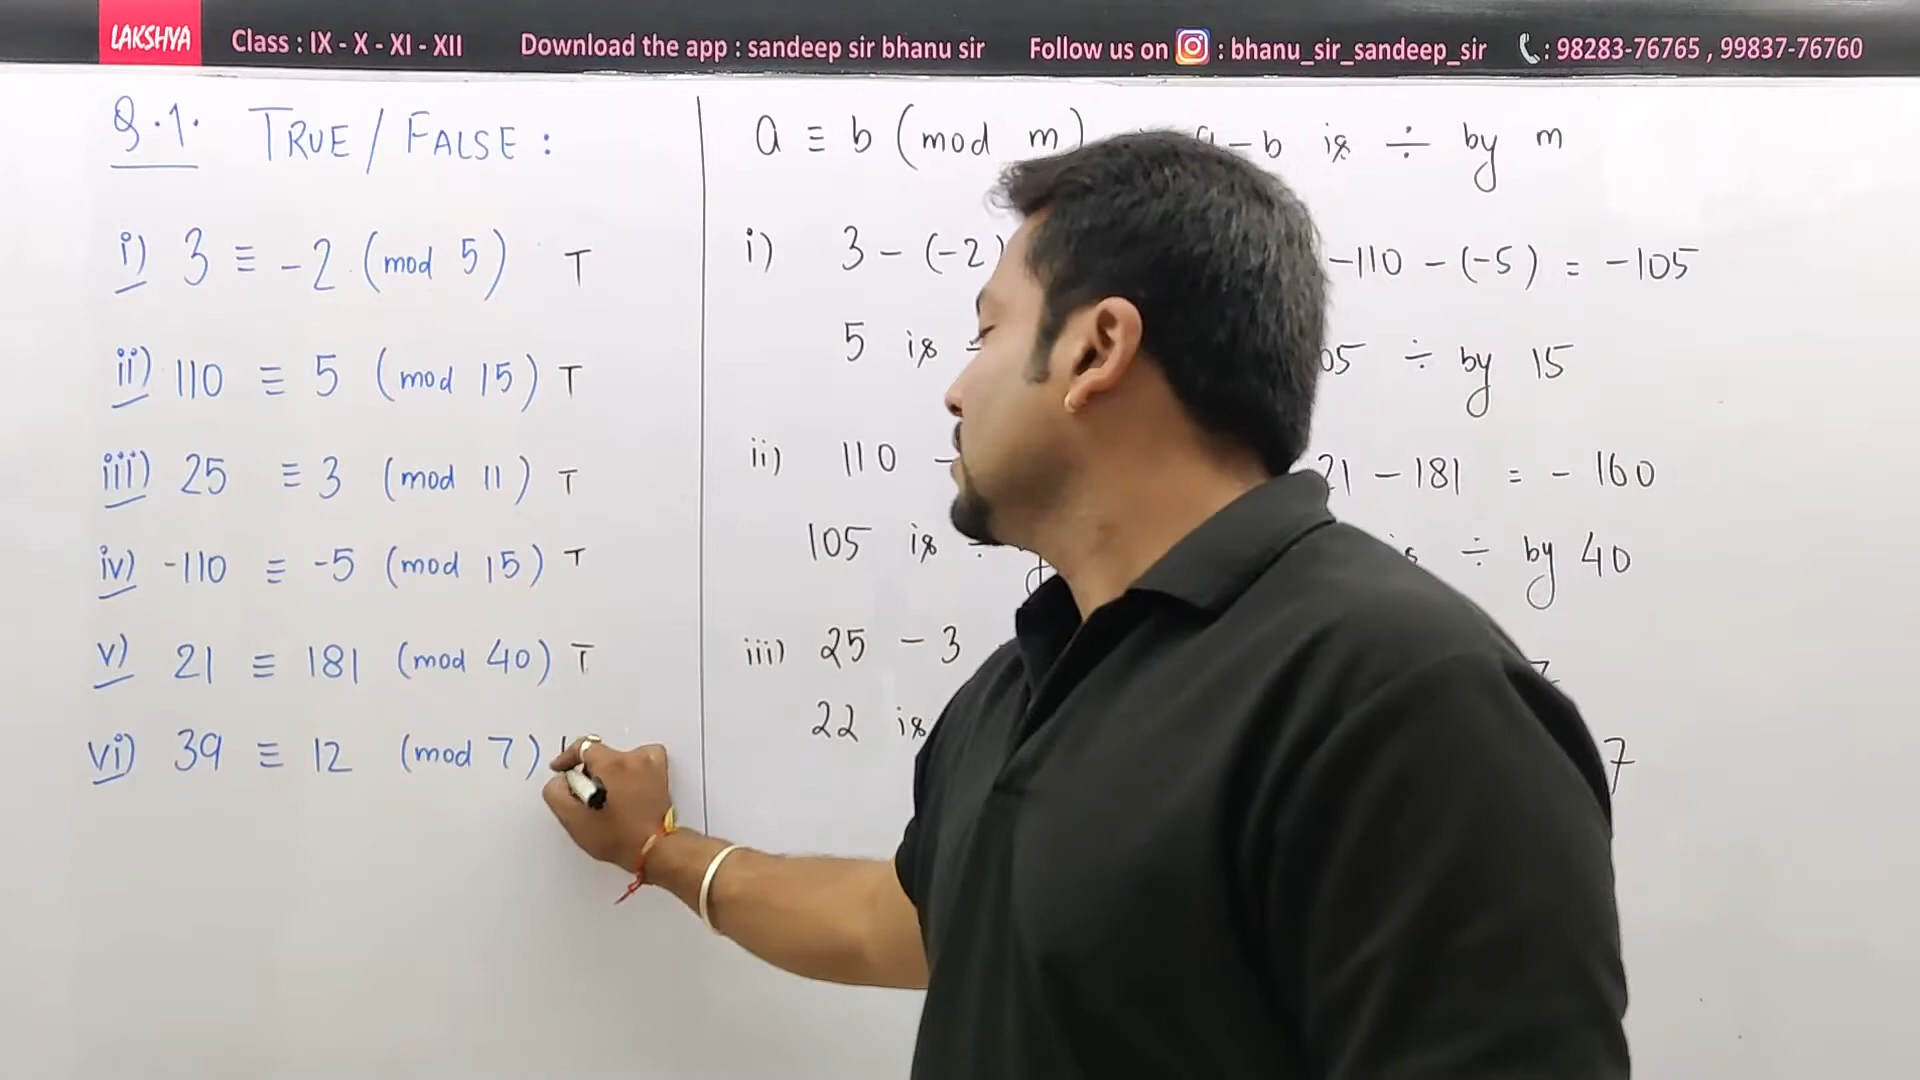 LAKSHYA Class : IX - X - XI - XII Download the app : sandeep sir bhanu sir Follow us on : bhanu_sir_sandeep_sir : 98283-76765 , 99837-76760
Q.1. TRUE / FALSE :
i) 3 ≡ -2 (mod 5) T
ii) 110 ≡ 5 (mod 15) T
iii) 25 ≡ 3 (mod 11) T
iv) -110 ≡ -5 (mod 15) T
v) 21 ≡ 181 (mod 40) T
vi) 39 ≡ 12 (mod 7)
a ≡ b (mod m) a - b is ÷ by m
i) 3 - (-2)
5 is
ii) 110 -
105 is ÷
iii) 25 - 3
22 is
-110 - (-5) = -105
05 ÷ by 15
21 - 181 = - 160
÷ by 40
7